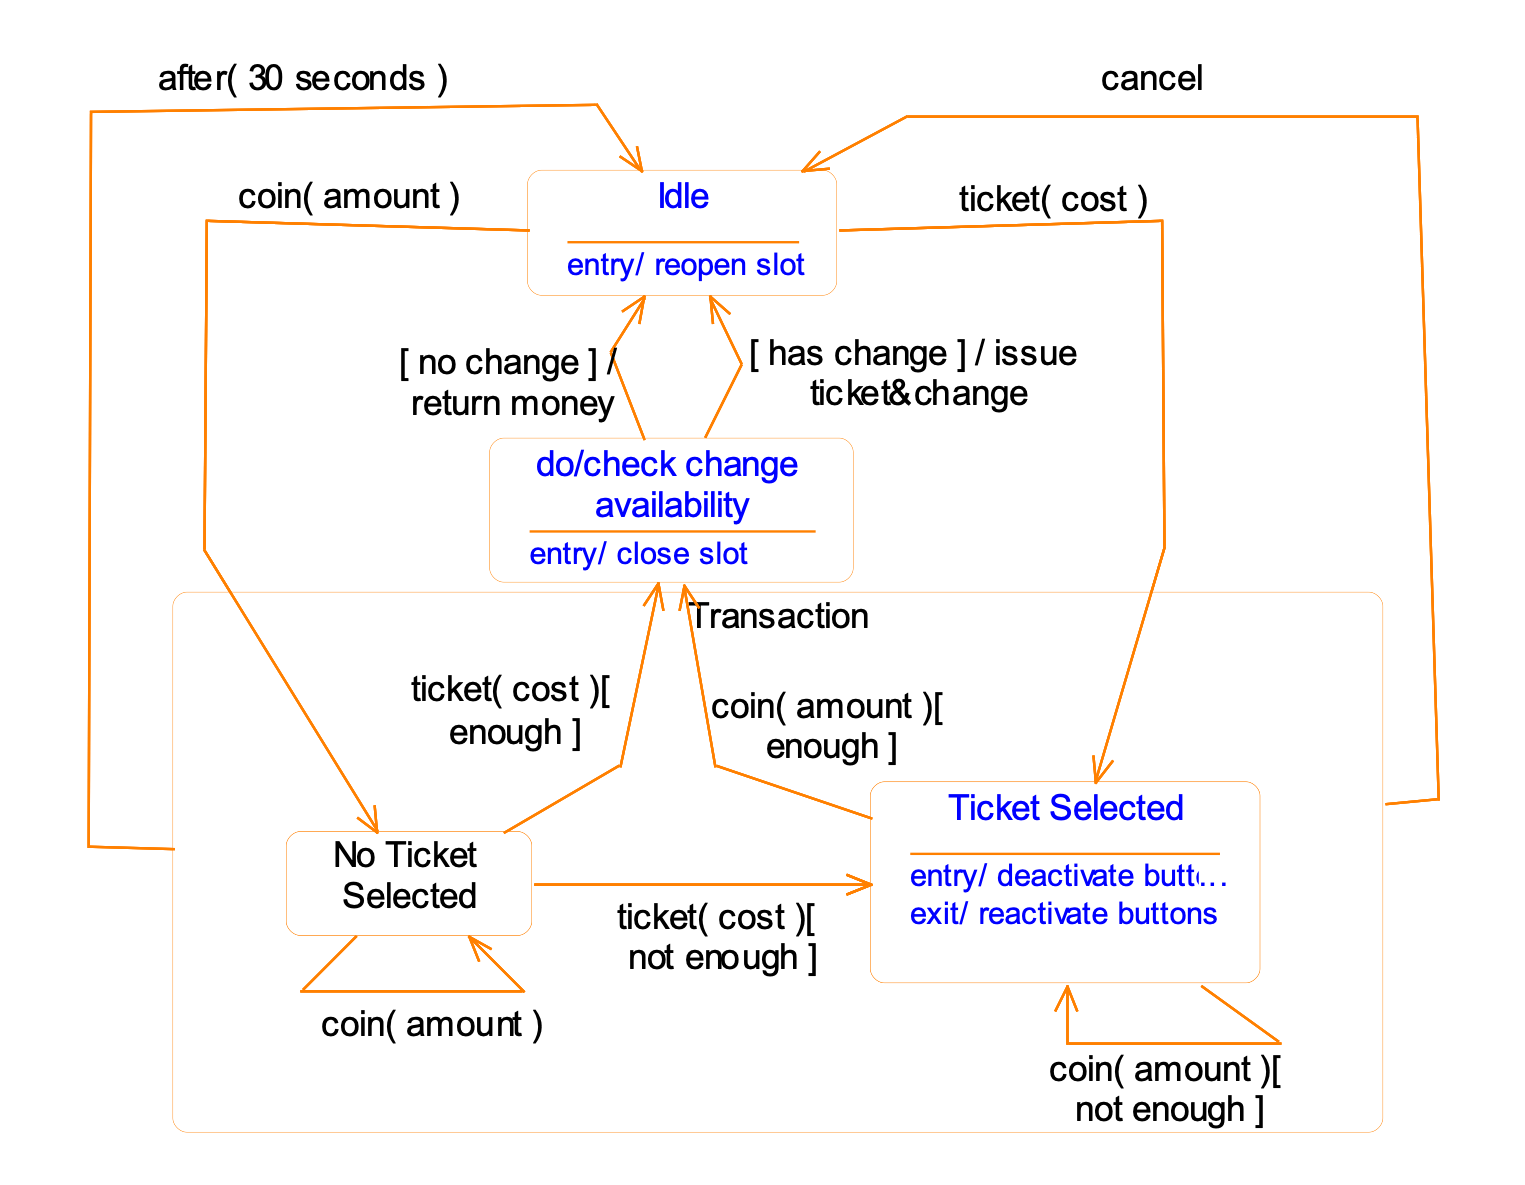 after( 30 seconds )
cancel
coin( amount )
Idle
ticket( cost )
entry/ reopen slot
[ no change ] /
return money
[ has change ] / issue
ticket&change
do/check change
availability
entry/ close slot
Transaction
ticket( cost )[
enough ]
coin( amount )[
enough ]
Ticket Selected
entry/ deactivate butt...
exit/ reactivate buttons
No Ticket
Selected
ticket( cost )[
not enough ]
coin( amount )
coin( amount )[
not enough ]